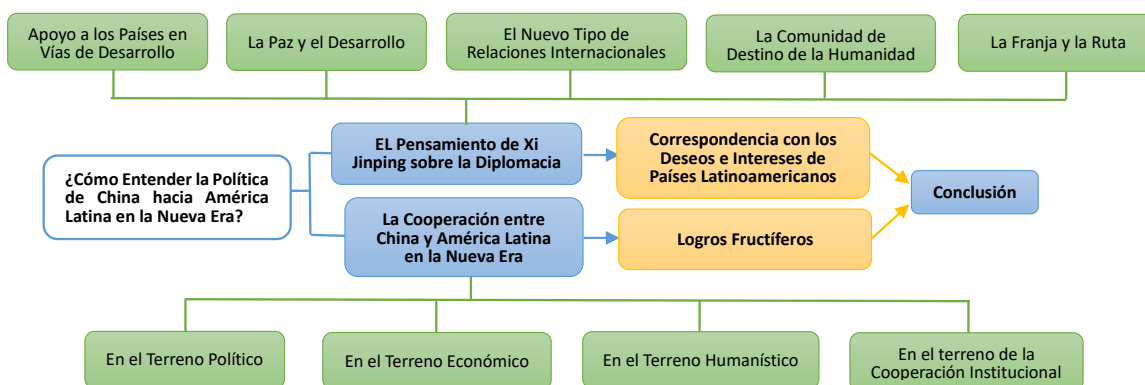 Apoyo a los Países en
Vías de Desarrollo
La Paz y el Desarrollo
El Nuevo Tipo de
Relaciones Internacionales
La Comunidad de
Destino de la Humanidad
La Franja y la Ruta
EL Pensamiento de Xi
Jinping sobre la Diplomacia
Correspondencia con los
Deseos e Intereses de
Países Latinoamericanos
¿Cómo Entender la Política
de China hacia América
Latina en la Nueva Era?
Conclusión
La Cooperación entre
China y América Latina
en la Nueva Era
Logros Fructíferos
En el Terreno Político
En el Terreno Económico
En el Terreno Humanístico
En el terreno de la
Cooperación Institucional